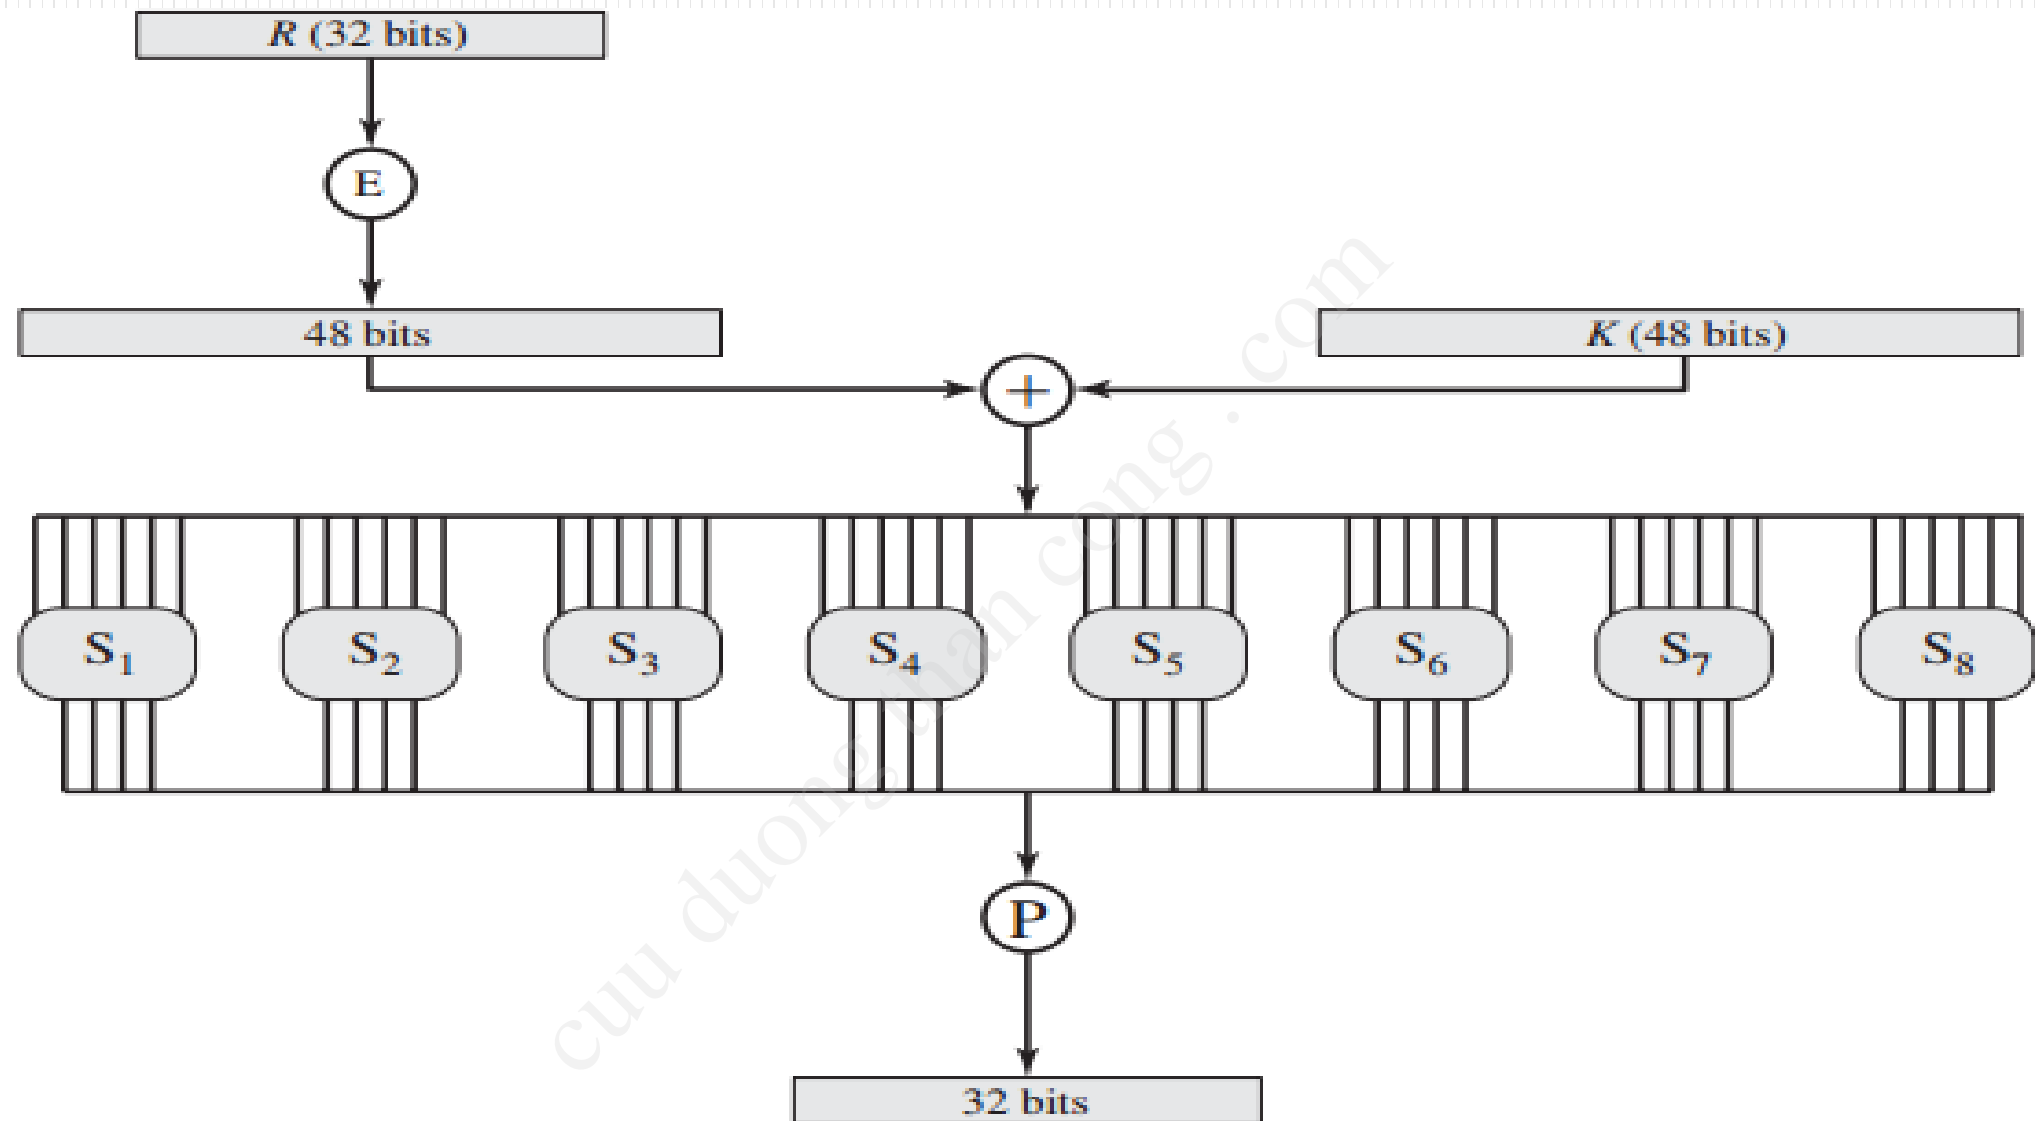 R (32 bits)
E
48 bits
K (48 bits)
+
S1 S2 S3 S4 S5 S6 S7 S8
P
32 bits
cuu duong than cong . com